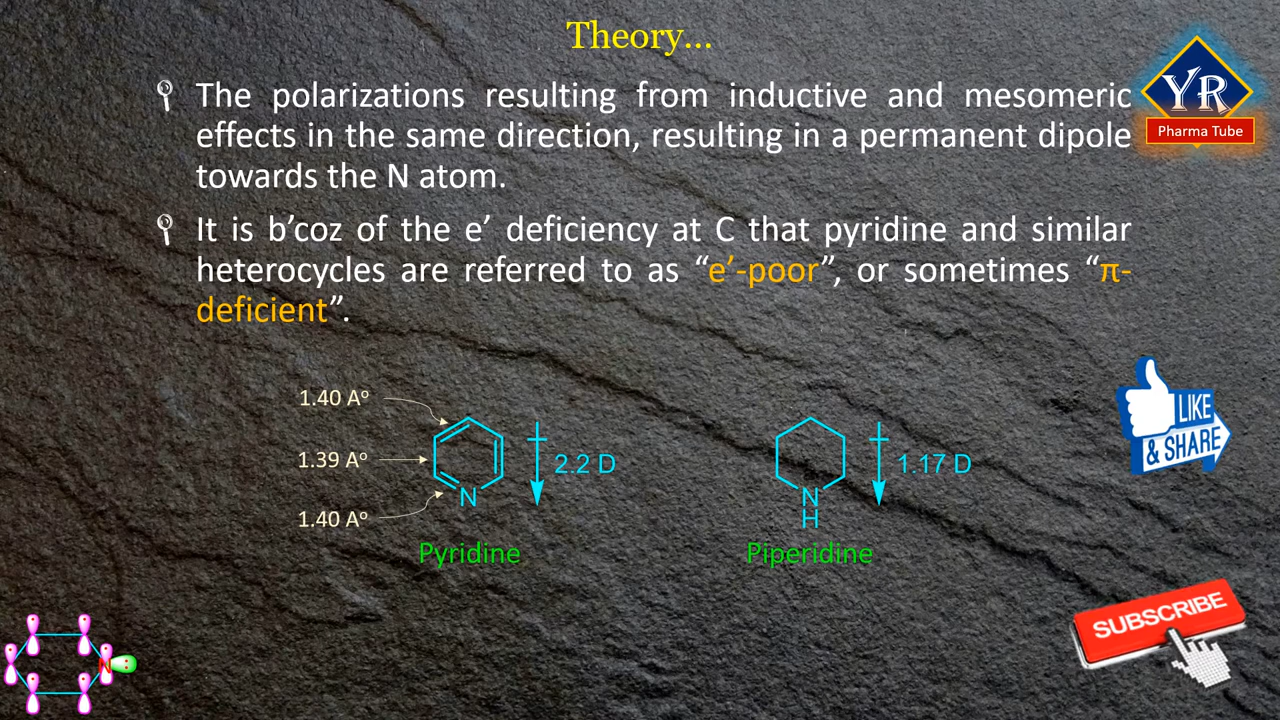 Theory...
YR
Pharma Tube
The polarizations resulting from inductive and mesomeric
effects in the same direction, resulting in a permanent dipole
towards the N atom.
It is b’coz of the e’ deficiency at C that pyridine and similar
heterocycles are referred to as “e’-poor”, or sometimes “π-
deficient”.
1.40 Aº
1.39 Aº
1.40 Aº
N
2.2 D
Pyridine
N
H
1.17 D
Piperidine
LIKE
& SHARE
SUBSCRIBE
N